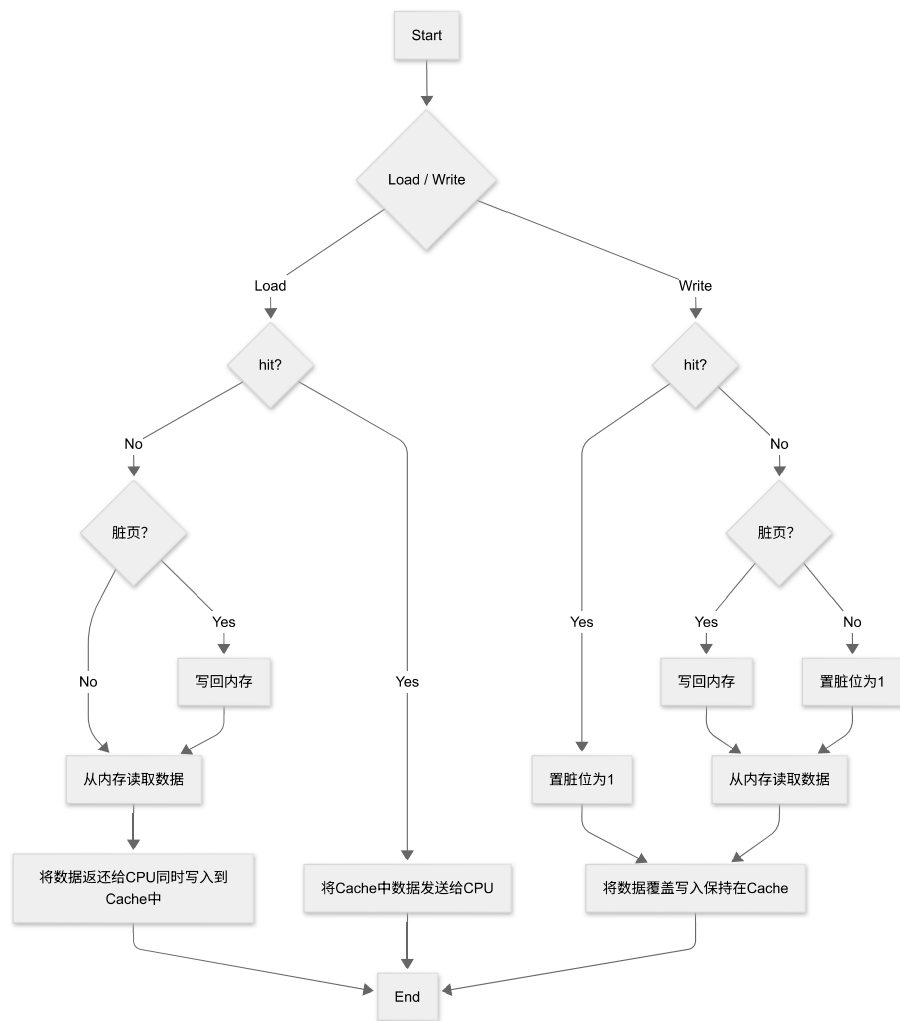 Start
Load / Write
Load
Write
hit?
hit?
No
Yes
Yes
No
脏页?
脏页?
No
Yes
Yes
No
写回内存
写回内存
置脏位为1
从内存读取数据
置脏位为1
从内存读取数据
将数据返还给CPU同时写入到
Cache中
将Cache中数据发送给CPU
将数据覆盖写入保持在Cache
End